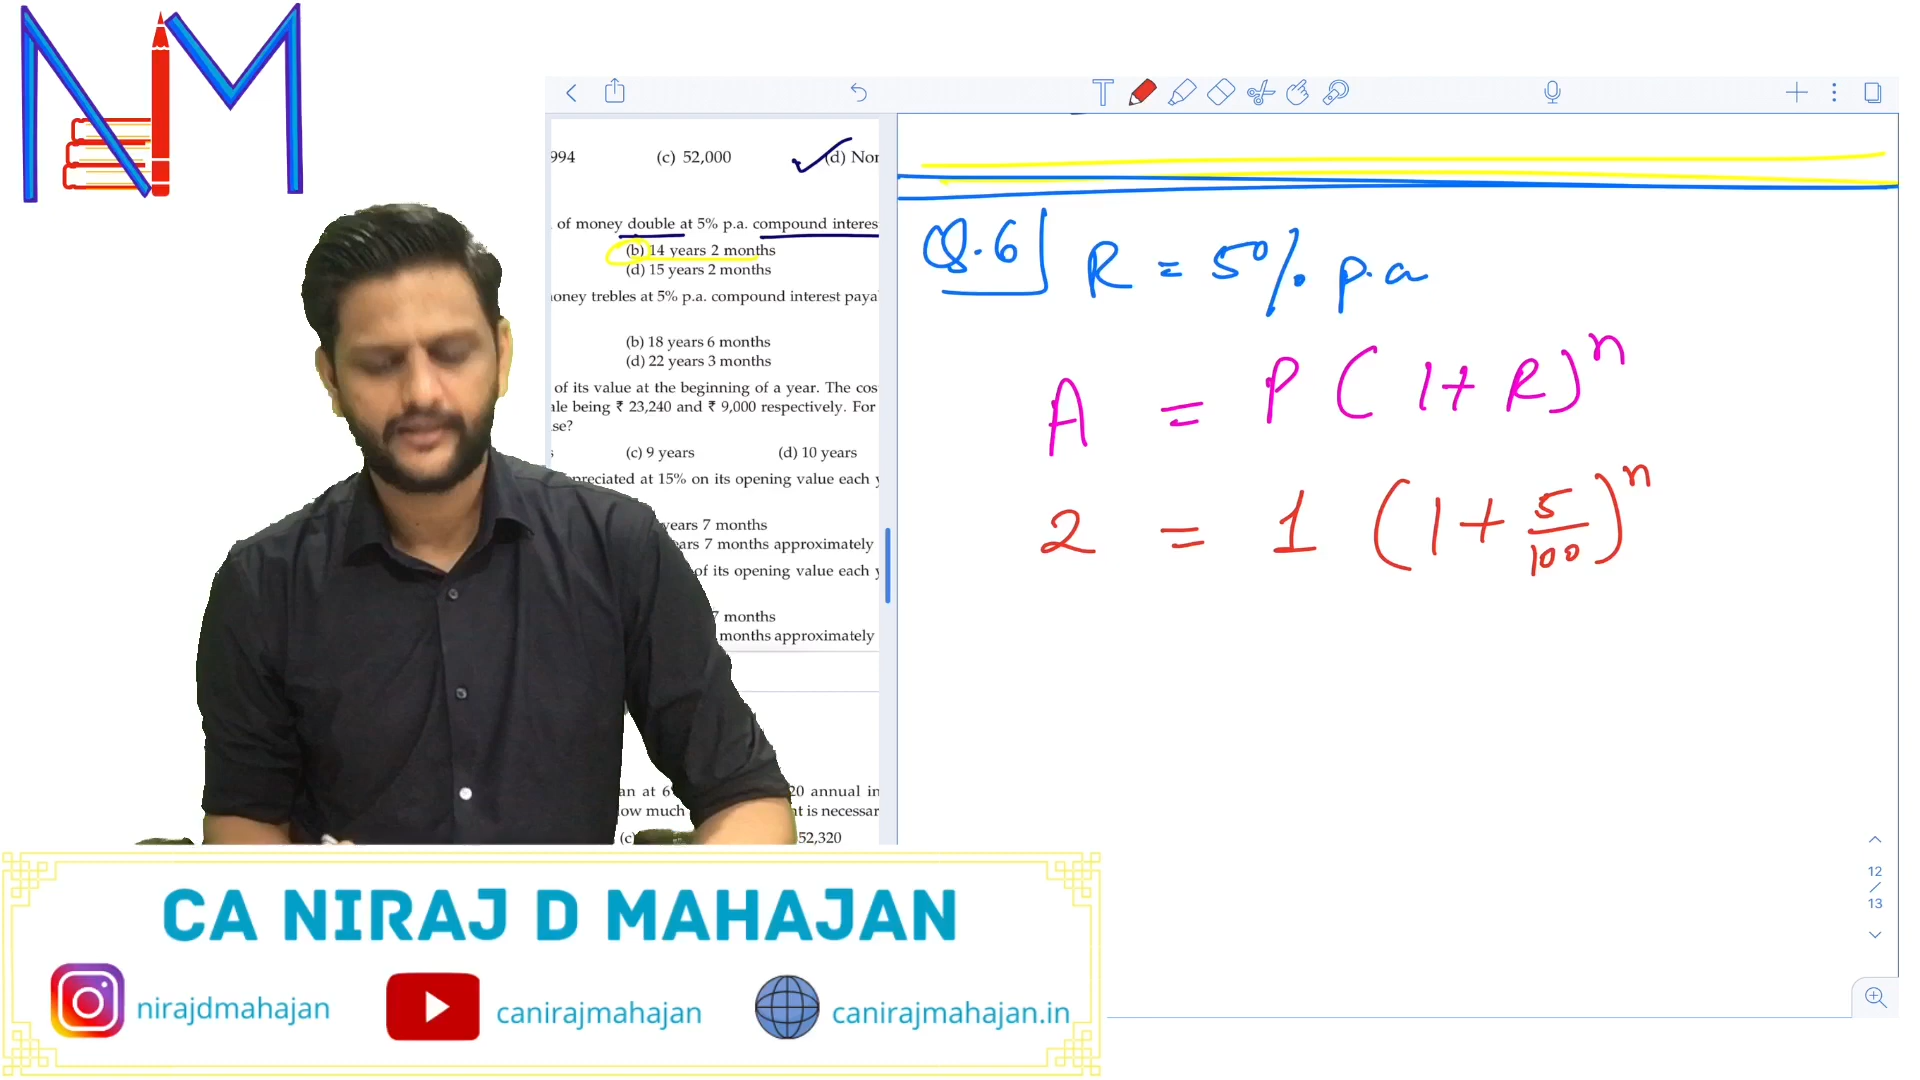 NM
994 (c) 52,000 (d) Non
of money double at 5% p.a. compound interes
(b) 14 years 2 months
(d) 15 years 2 months
oney trebles at 5% p.a. compound interest paya
(b) 18 years 6 months
(d) 22 years 3 months
of its value at the beginning of a year. The cos
ale being ₹ 23,240 and ₹ 9,000 respectively. For
se?
s (c) 9 years (d) 10 years
preciated at 15% on its opening value each y
years 7 months
ears 7 months approximately
of its opening value each y
7 months
months approximately
an at 6 20 annual in
ow much nt is necessar
(c) 52,320
Q.6 R = 5% p.a
A = P (1+ R)ⁿ
2 = 1 (1+ 5/100)ⁿ
12
/
13
CA NIRAJ D MAHAJAN
nirajdmahajan canirajmahajan canirajmahajan.in